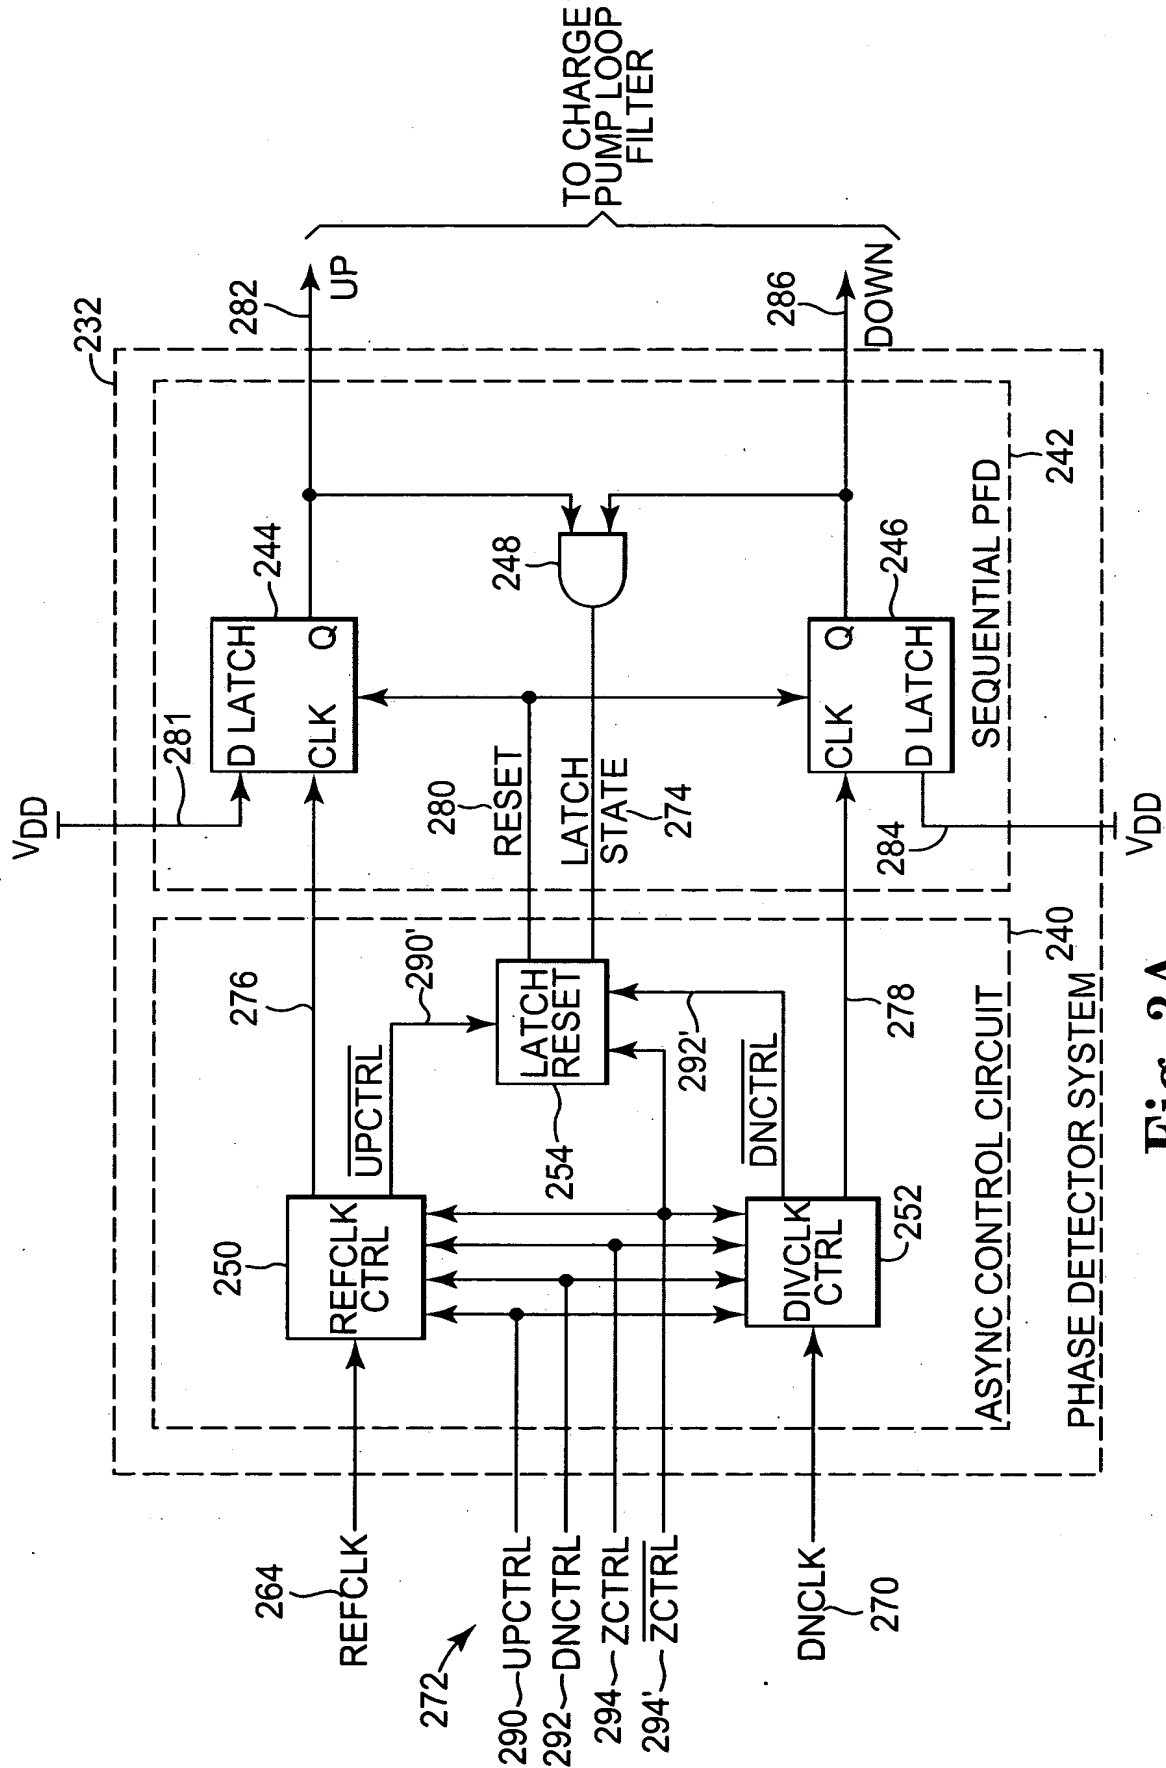 232
VDD
281
244
D LATCH
CLK Q
282
UP
276
250
REFCLK
CTRL
264
REFCLK
U̅P̅C̅T̅R̅L̅
290'
280
RESET
248
TO CHARGE
PUMP LOOP
FILTER
272
290 UPCTRL
292 DNCTRL
294 ZCTRL
294' Z̅C̅T̅R̅L̅
254
LATCH
RESET
LATCH
STATE
274
292'
D̅N̅C̅T̅R̅L̅
286
DOWN
DNCLK
270
DIVCLK
CTRL
252
278
284
VDD
CLK Q
D LATCH
246
ASYNC CONTROL CIRCUIT
240
SEQUENTIAL PFD
242
PHASE DETECTOR SYSTEM